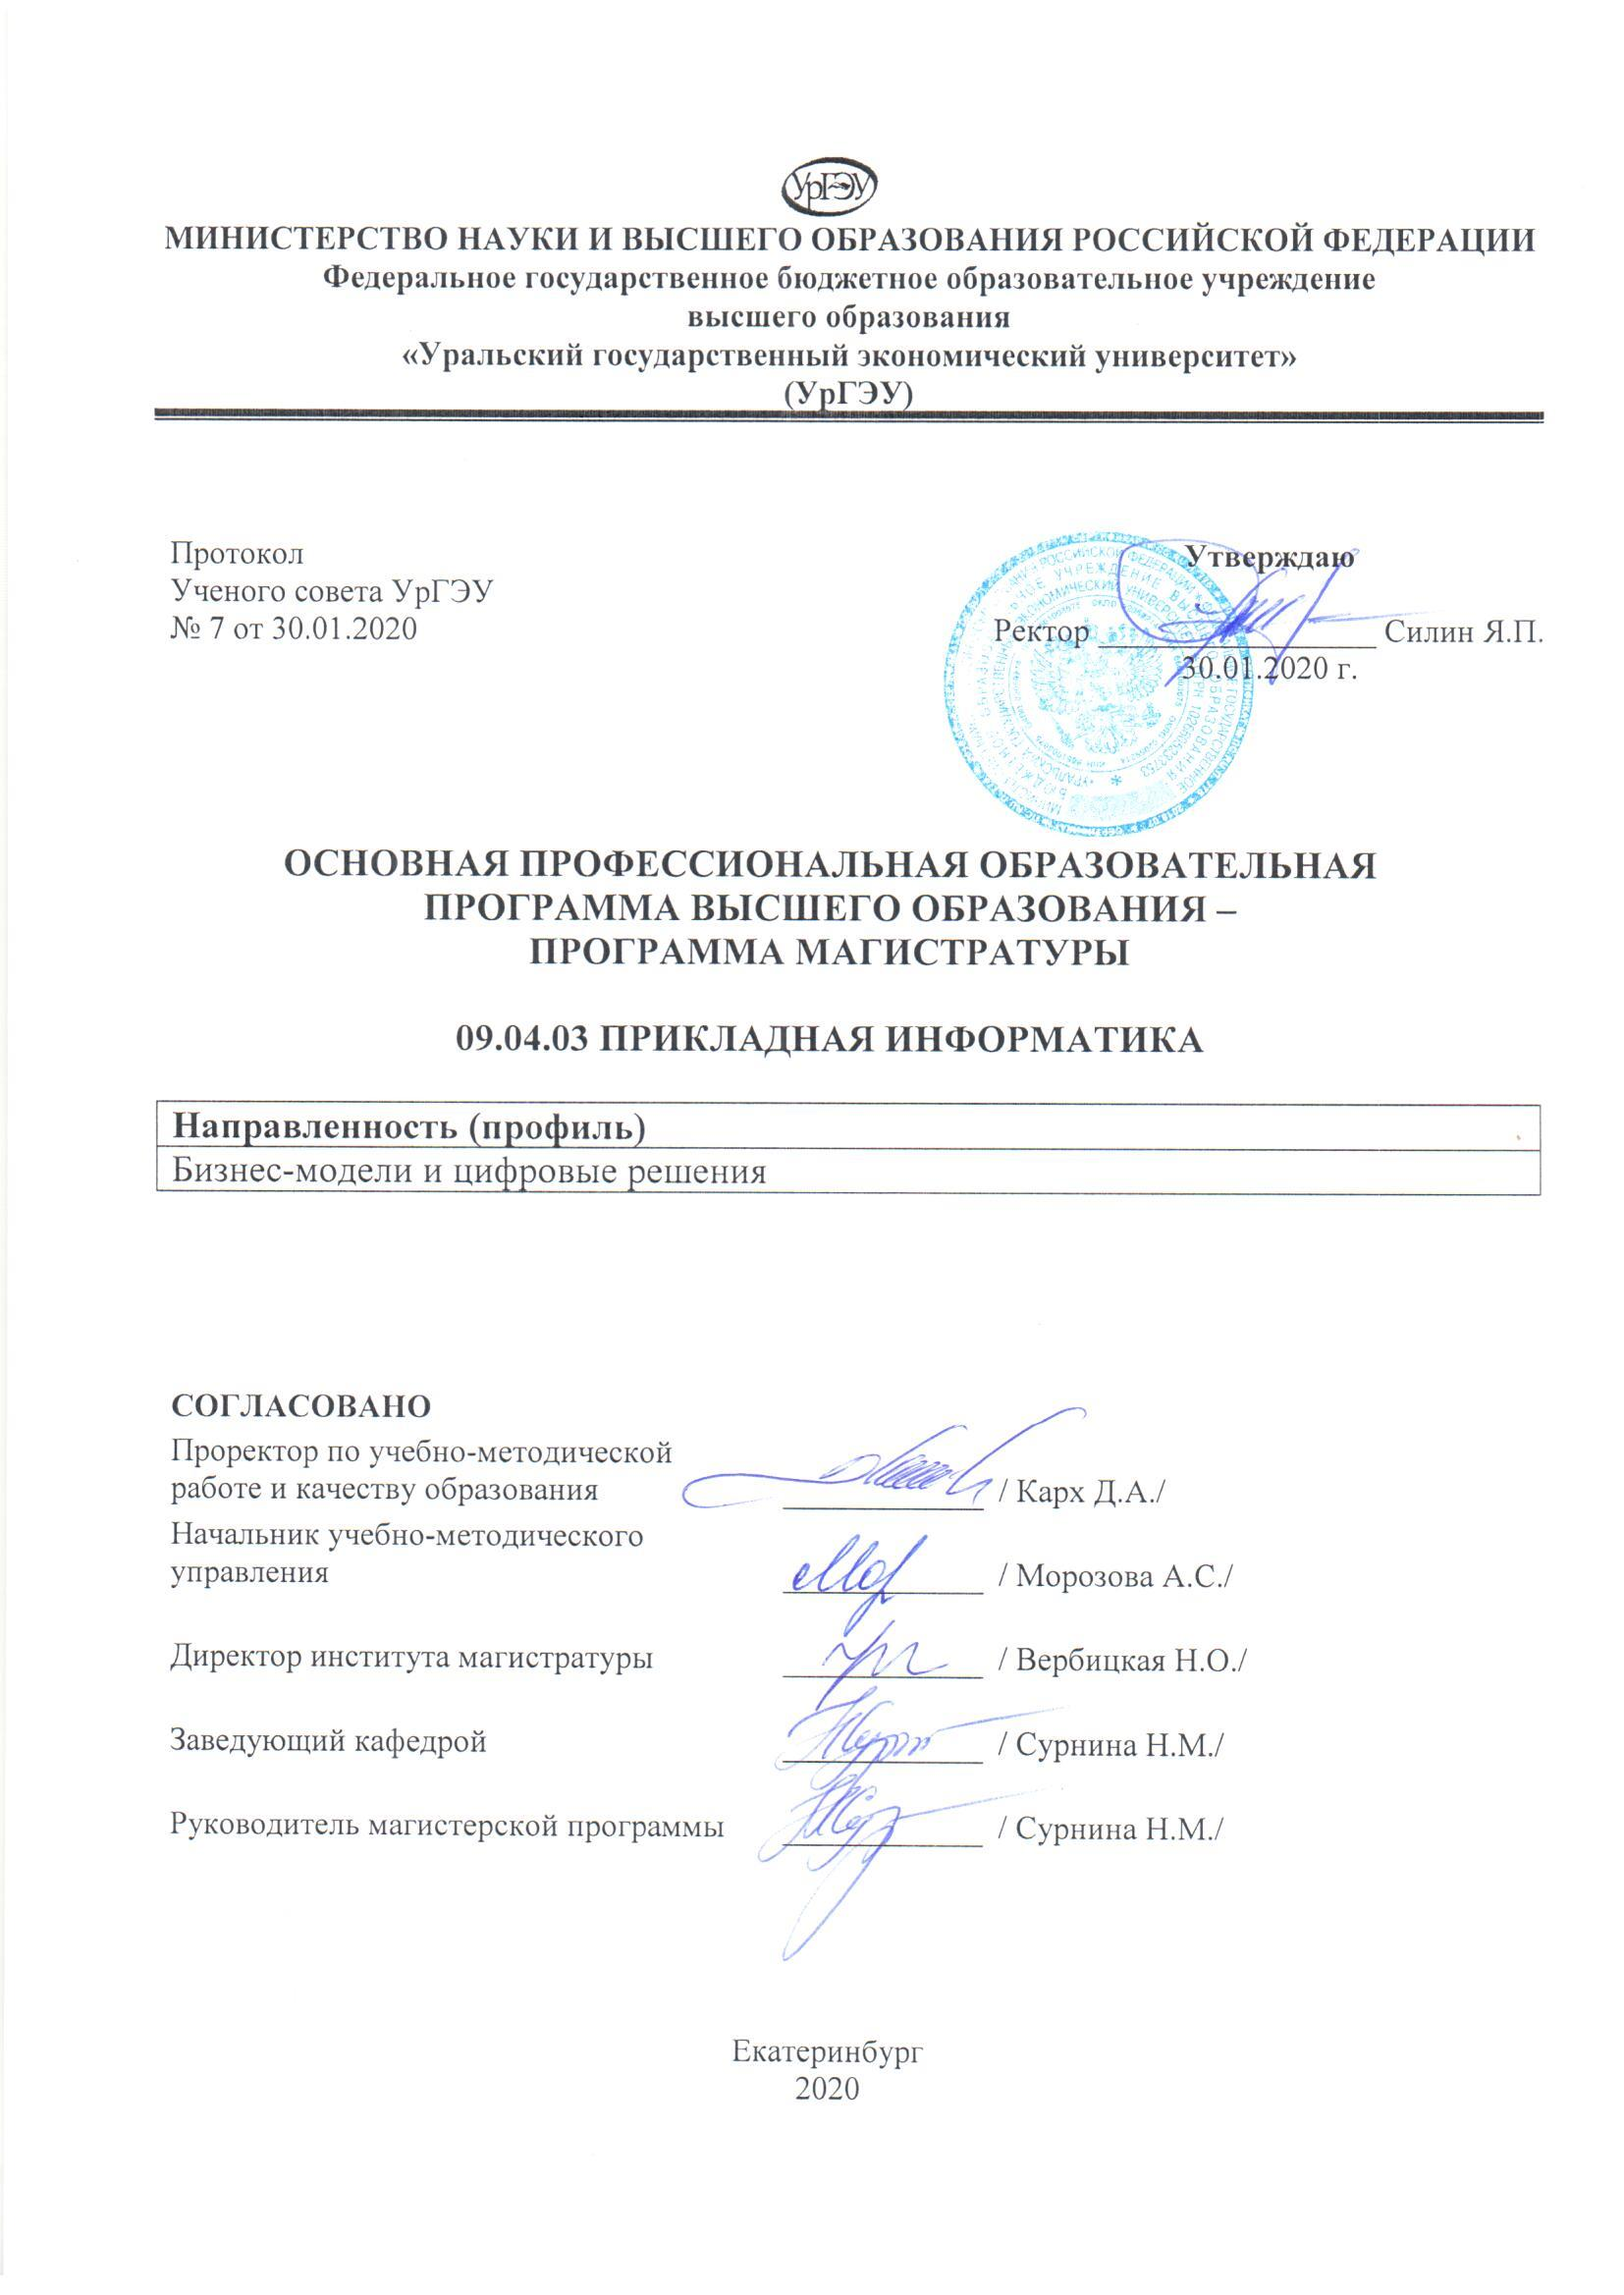 УрГЭУ
МИНИСТЕРСТВО НАУКИ И ВЫСШЕГО ОБРАЗОВАНИЯ РОССИЙСКОЙ ФЕДЕРАЦИИ
Федеральное государственное бюджетное образовательное учреждение
высшего образования
«Уральский государственный экономический университет»
(УрГЭУ)
Протокол
Ученого совета УрГЭУ
№ 7 от 30.01.2020
Утверждаю
Ректор Силин Я.П.
30.01.2020 г.
ОСНОВНАЯ ПРОФЕССИОНАЛЬНАЯ ОБРАЗОВАТЕЛЬНАЯ
ПРОГРАММА ВЫСШЕГО ОБРАЗОВАНИЯ –
ПРОГРАММА МАГИСТРАТУРЫ
09.04.03 ПРИКЛАДНАЯ ИНФОРМАТИКА
Направленность (профиль)
Бизнес-модели и цифровые решения
СОГЛАСОВАНО
Проректор по учебно-методической
работе и качеству образования / Карх Д.А./
Начальник учебно-методического
управления / Морозова А.С./
Директор института магистратуры / Вербицкая Н.О./
Заведующий кафедрой / Сурнина Н.М./
Руководитель магистерской программы / Сурнина Н.М./
Екатеринбург
2020